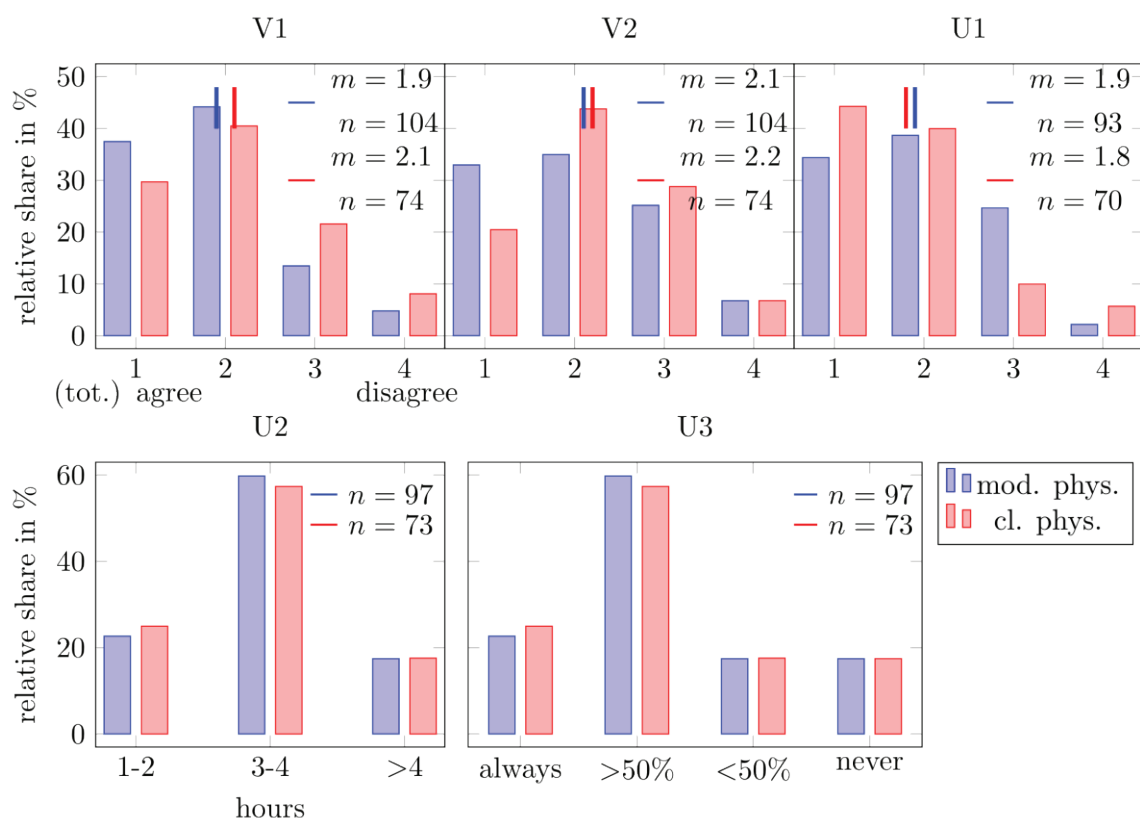 V1 V2 U1
relative share in %
50
40
30
20
10
0
m = 1.9
n = 104
m = 2.1
n = 74
m = 2.1
n = 104
m = 2.2
n = 74
m = 1.9
n = 93
m = 1.8
n = 70
1 2 3 4 1 2 3 4 1 2 3 4
(tot.) agree disagree
U2 U3
relative share in %
60
40
20
0
n = 97
n = 73
n = 97
n = 73
mod. phys.
cl. phys.
1-2 3-4 >4 always >50% <50% never
hours